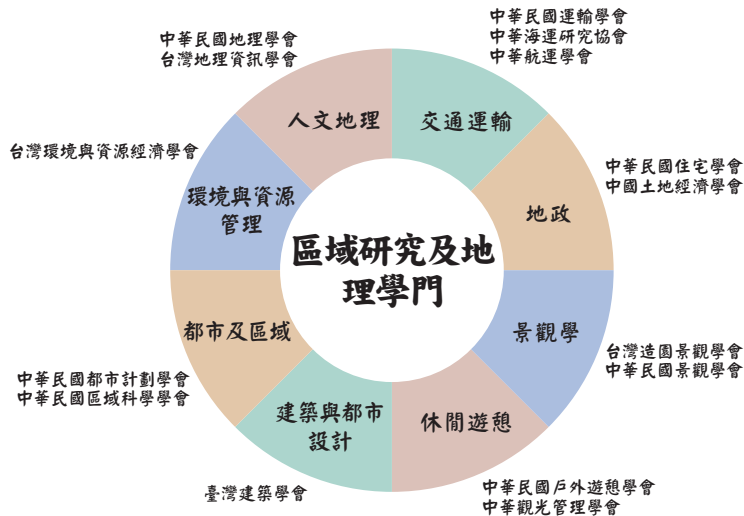 中華民國運輸學會
中華海運研究協會
中華航運學會
中華民國地理學會
台灣地理資訊學會
人文地理
交通運輸
台灣環境與資源經濟學會
中華民國住宅學會
中國土地經濟學會
環境與資源
管理
地政
區域研究及地
理學門
都市及區域
景觀學
台灣造園景觀學會
中華民國景觀學會
中華民國都市計劃學會
中華民國區域科學學會
建築與都市
設計
休閒遊憩
臺灣建築學會
中華民國戶外遊憩學會
中華觀光管理學會